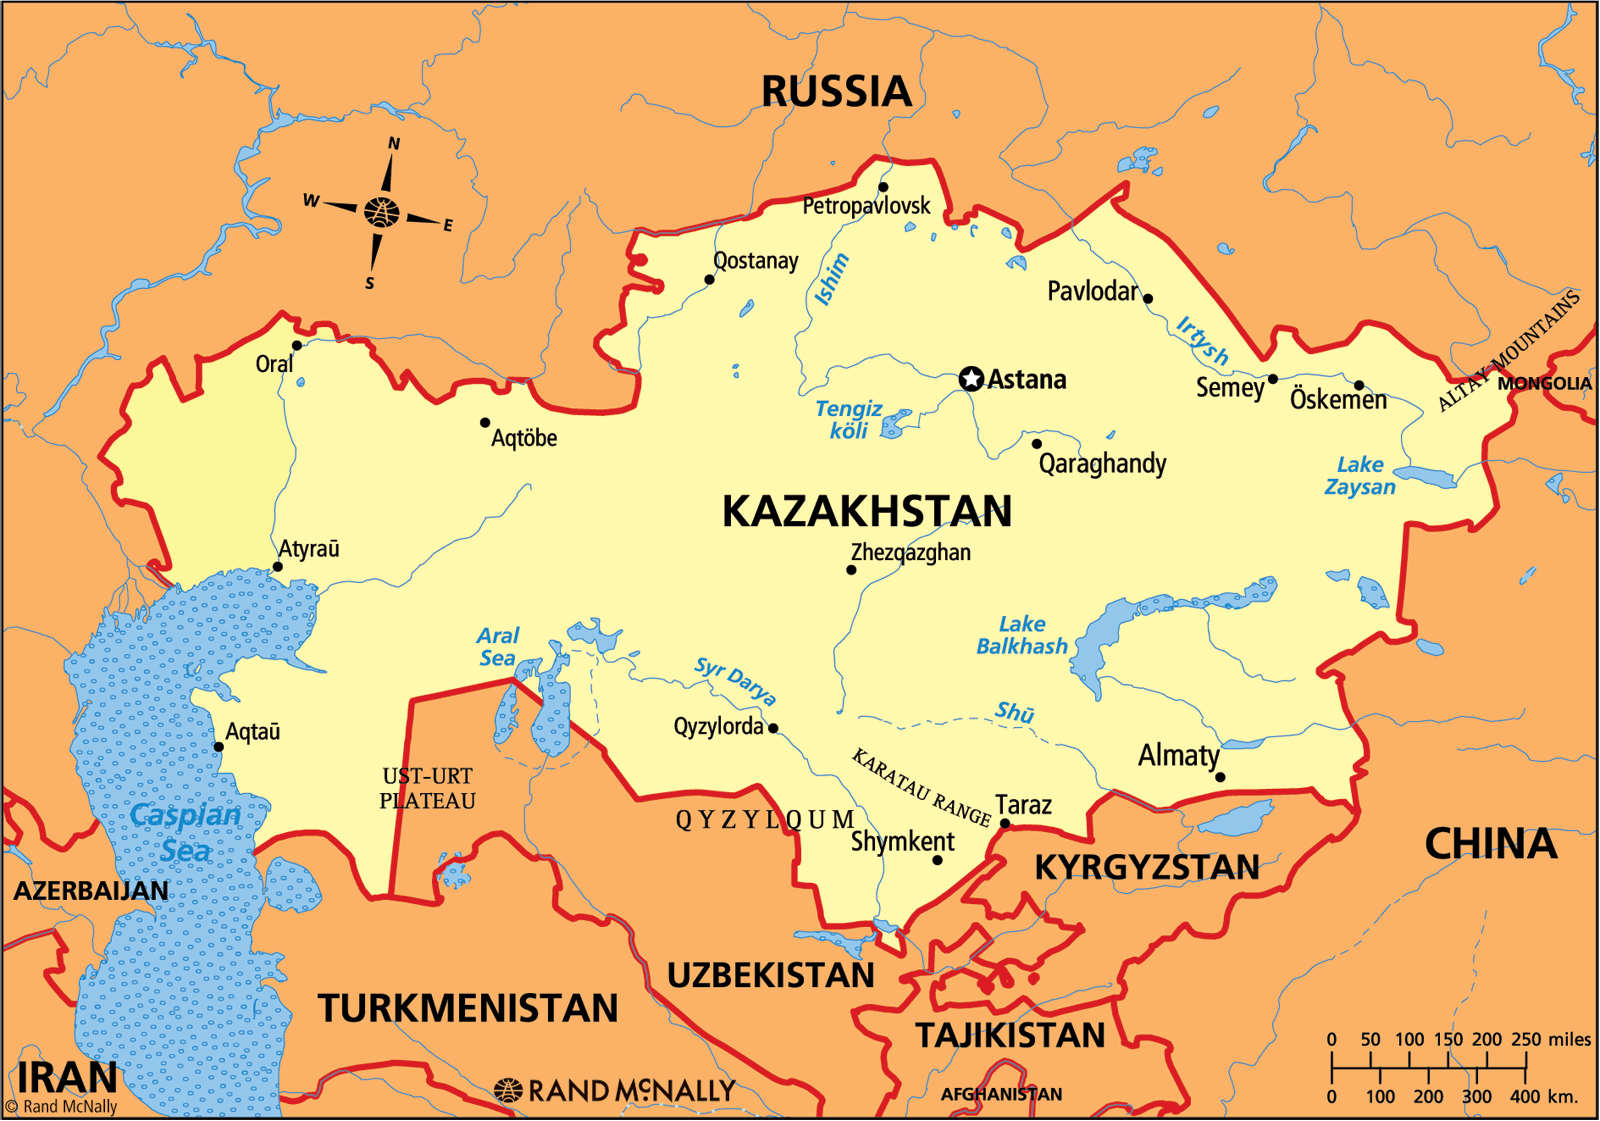 RUSSIA
N
W
E
S
Petropavlovsk
Qostanay
Ishim
Pavlodar
Irtysh
ALTAY MOUNTAINS
Oral
Astana
Semey
Öskemen
MONGOLIA
Tengiz
köli
Aqtöbe
Qaraghandy
Lake
Zaysan
KAZAKHSTAN
Atyraū
Zhezqazghan
Aral
Sea
Lake
Balkhash
Syr Darya
Aqtaū
Qyzylorda
Shū
Almaty
UST-URT
PLATEAU
KARATAU RANGE
Caspian
Sea
QYZYLQUM
Taraz
Shymkent
CHINA
KYRGYZSTAN
AZERBAIJAN
UZBEKISTAN
TURKMENISTAN
TAJIKISTAN
0 50 100 150 200 250 miles
0 100 200 300 400 km.
IRAN
RAND McNALLY
AFGHANISTAN
© Rand McNally